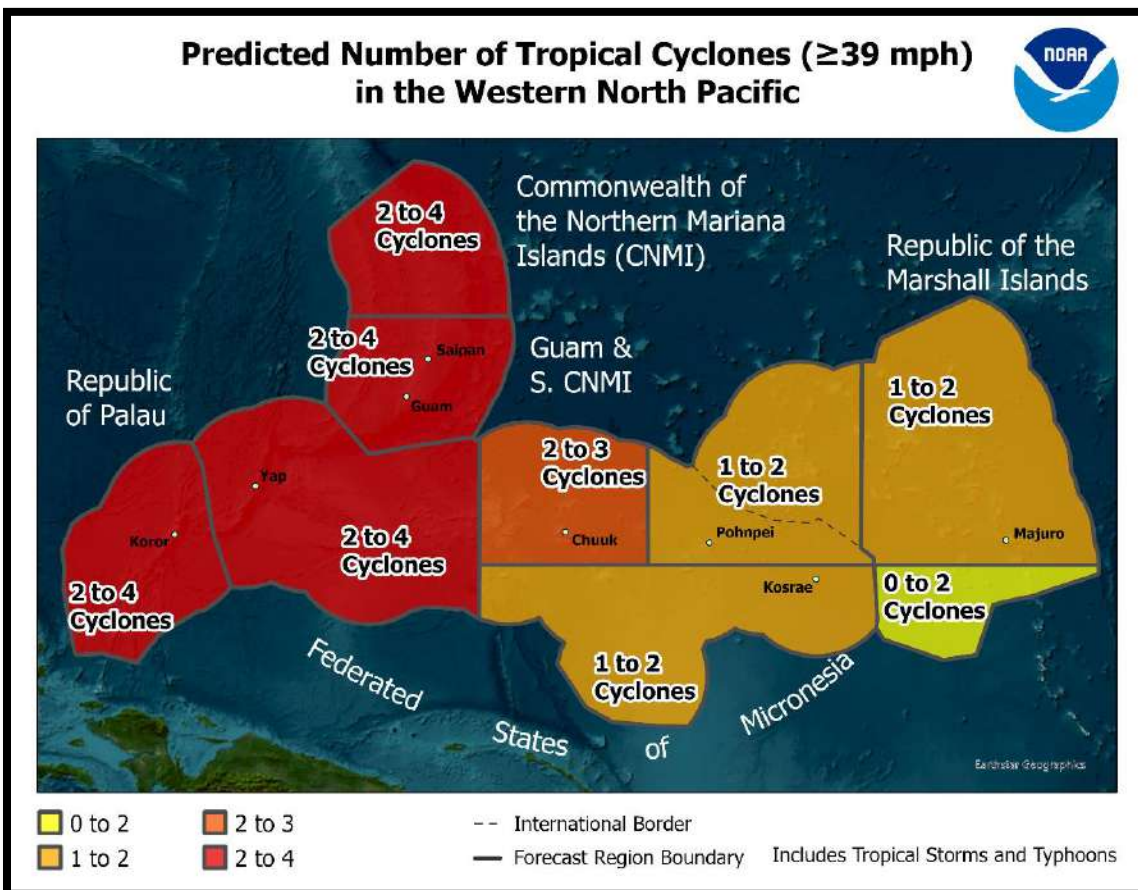 Predicted Number of Tropical Cyclones (≥39 mph)
in the Western North Pacific
NOAA
2 to 4
Cyclones
Commonwealth of
the Northern Mariana
Islands (CNMI)
Republic of the
Marshall Islands
2 to 4
Cyclones
Saipan
Guam
Guam &
S. CNMI
Republic
of Palau
1 to 2
Cyclones
2 to 3
Cyclones
Chuuk
1 to 2
Cyclones
Pohnpei
Yap
2 to 4
Cyclones
Koror
2 to 4
Cyclones
Majuro
Kosrae
0 to 2
Cyclones
1 to 2
Cyclones
Federated
States
of
Micronesia
Earthstar Geographics
0 to 2
1 to 2
2 to 3
2 to 4
International Border
Forecast Region Boundary
Includes Tropical Storms and Typhoons